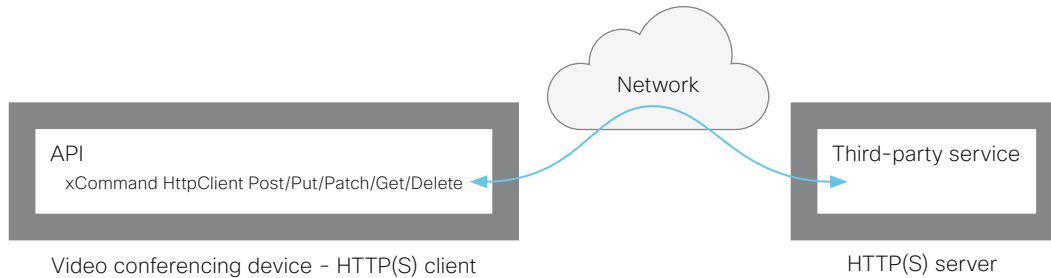 Network
API
xCommand HttpClient Post/Put/Patch/Get/Delete
Third-party service
Video conferencing device - HTTP(S) client
HTTP(S) server